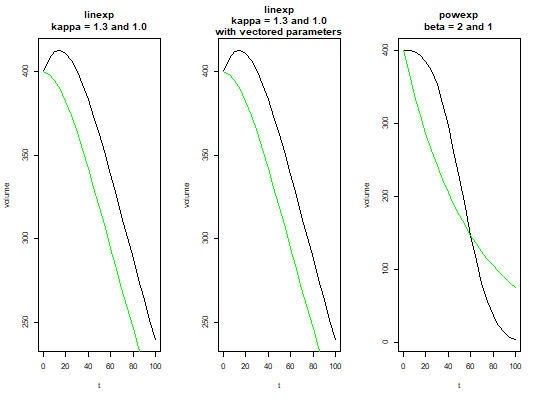 linexp
kappa = 1.3 and 1.0
volume
400
350
300
250
0 20 40 60 80 100
t
linexp
kappa = 1.3 and 1.0
with vectored parameters
volume
400
350
300
250
0 20 40 60 80 100
t
powexp
beta = 2 and 1
volume
400
300
200
100
0
0 20 40 60 80 100
t